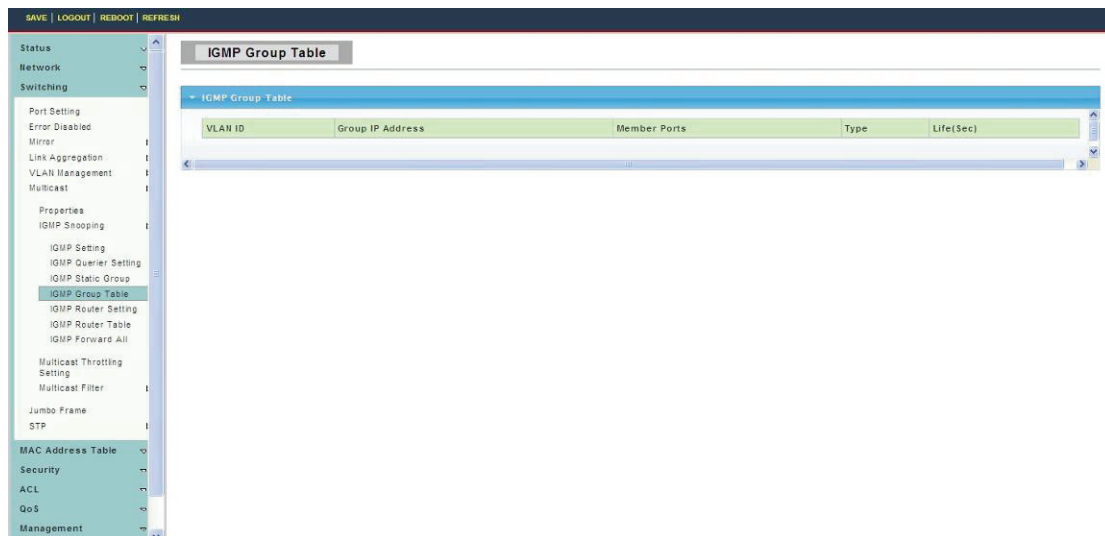 SAVE | LOGOUT | REBOOT | REFRESH
Status
Network
Switching
Port Setting
Error Disabled
Mirror
Link Aggregation
VLAN Management
Multicast
Properties
IGMP Snooping
IGMP Setting
IGMP Querier Setting
IGMP Static Group
IGMP Group Table
IGMP Router Setting
IGMP Router Table
IGMP Forward All
Multicast Throttling
Setting
Multicast Filter
Jumbo Frame
STP
MAC Address Table
Security
ACL
QoS
Management
IGMP Group Table
IGMP Group Table
VLAN ID Group IP Address Member Ports Type Life(Sec)